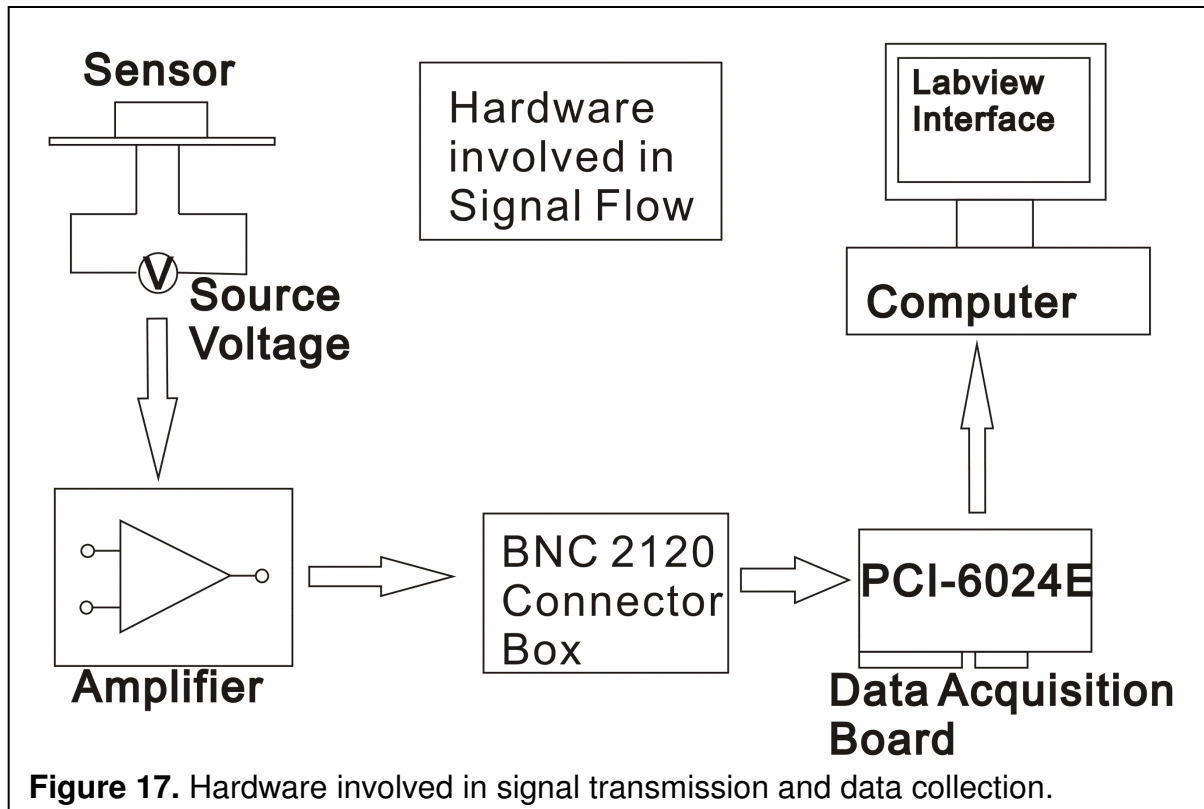 Sensor
Hardware
involved in
Signal Flow
Labview
Interface
V
Source
Voltage
Computer
Amplifier
BNC 2120
Connector
Box
PCI-6024E
Data Acquisition
Board
Figure 17. Hardware involved in signal transmission and data collection.